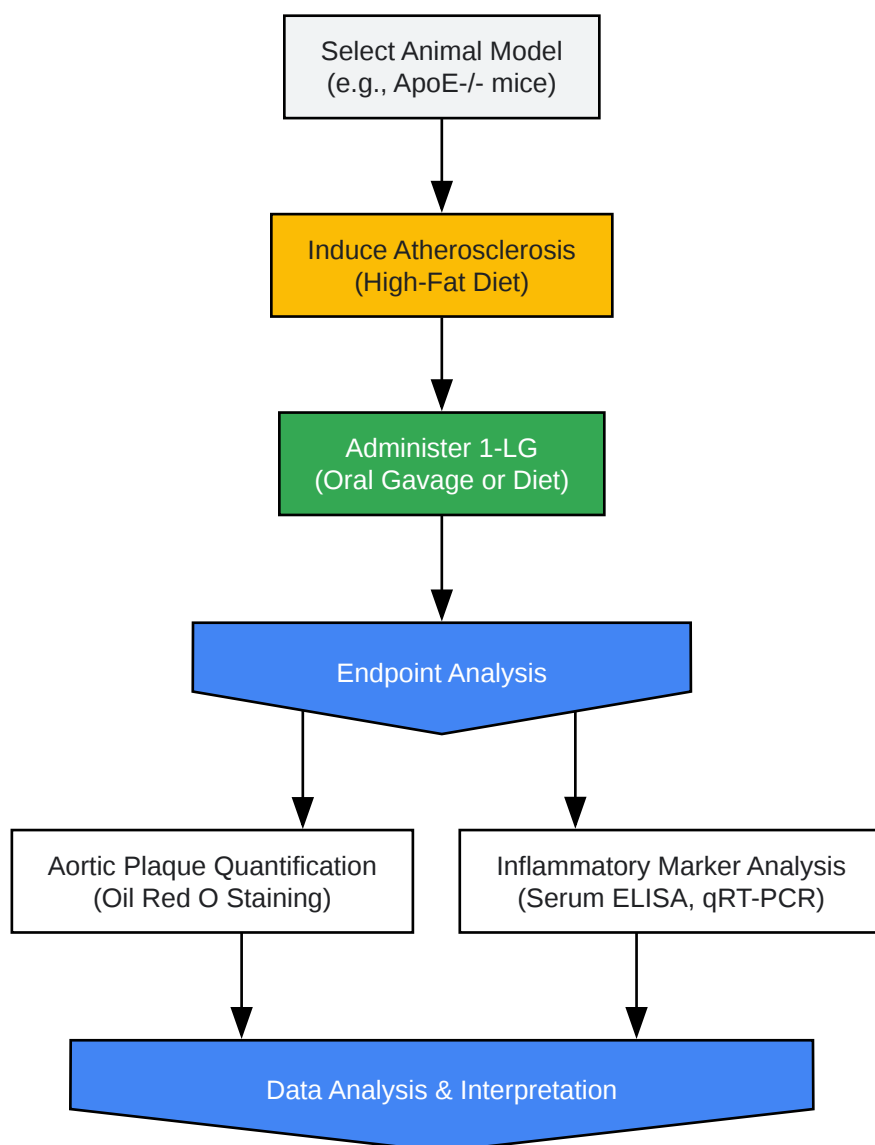 Select Animal Model
(e.g., ApoE-/- mice)
Induce Atherosclerosis
(High-Fat Diet)
Administer 1-LG
(Oral Gavage or Diet)
Endpoint Analysis
Aortic Plaque Quantification
(Oil Red O Staining)
Inflammatory Marker Analysis
(Serum ELISA, qRT-PCR)
Data Analysis & Interpretation